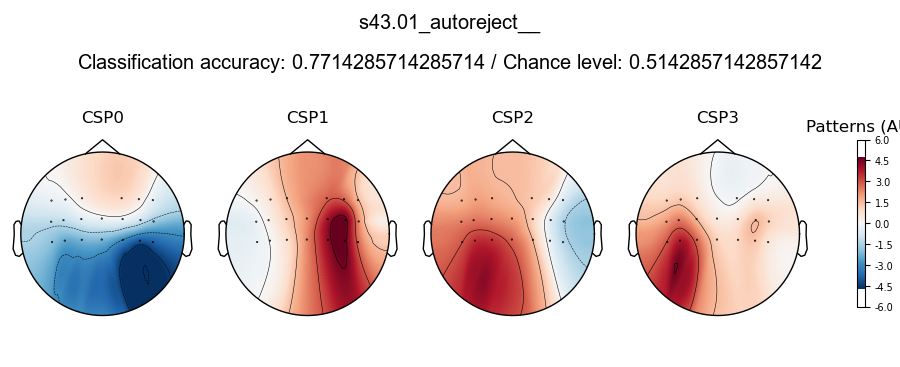 s43.01_autoreject__
Classification accuracy: 0.7714285714285714 / Chance level: 0.5142857142857142
CSP0 CSP1 CSP2 CSP3
Patterns (AU
6.0
4.5
3.0
1.5
0.0
-1.5
-3.0
-4.5
-6.0